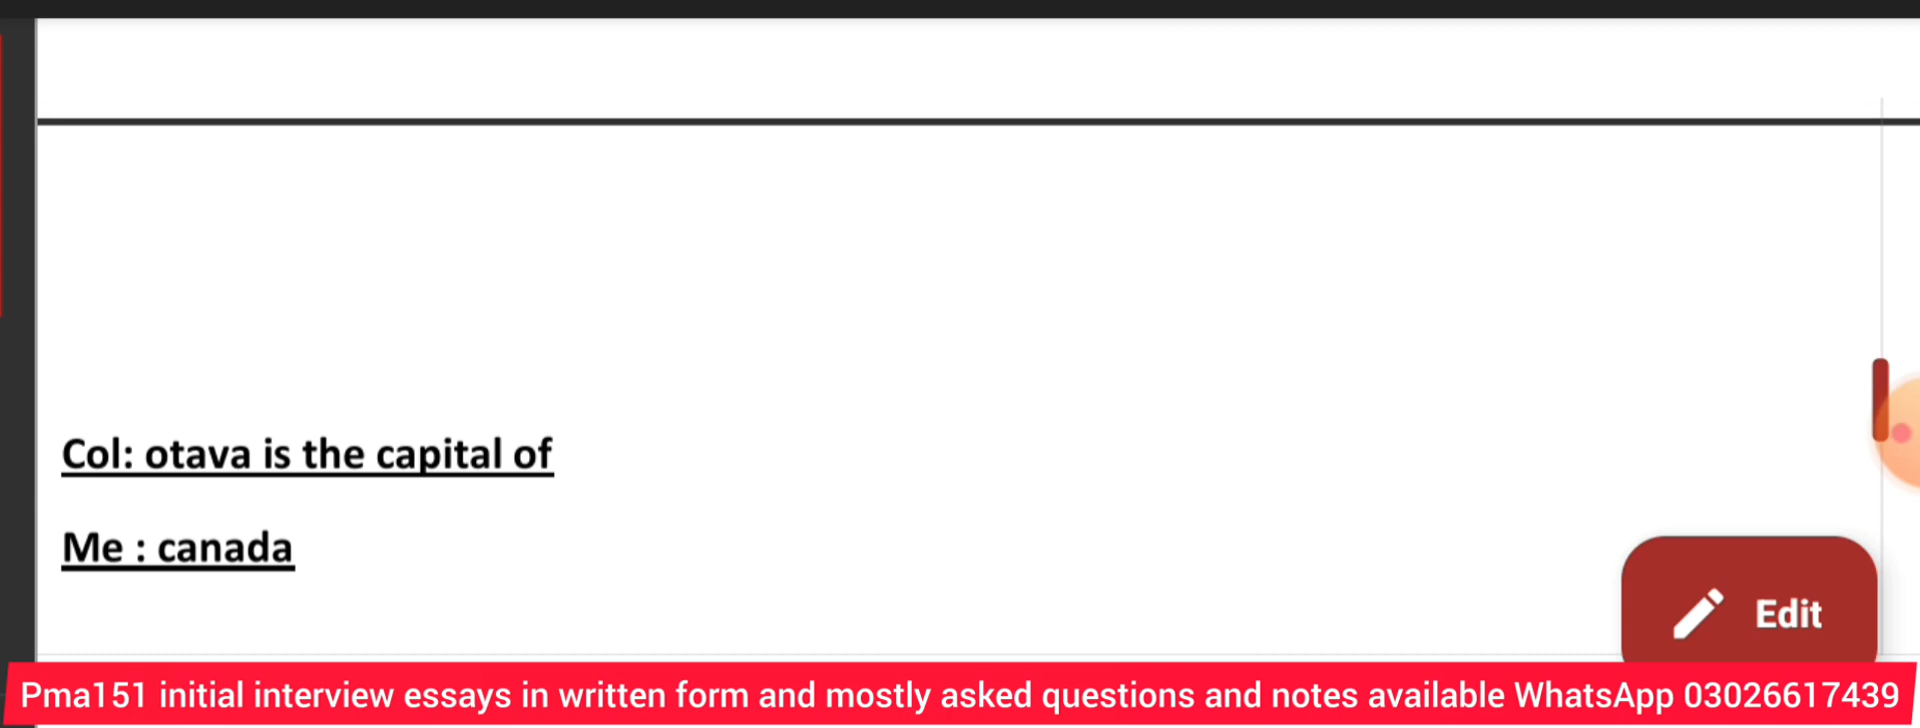 Col: otava is the capital of
Me : canada
Edit
Pma151 initial interview essays in written form and mostly asked questions and notes available WhatsApp 03026617439